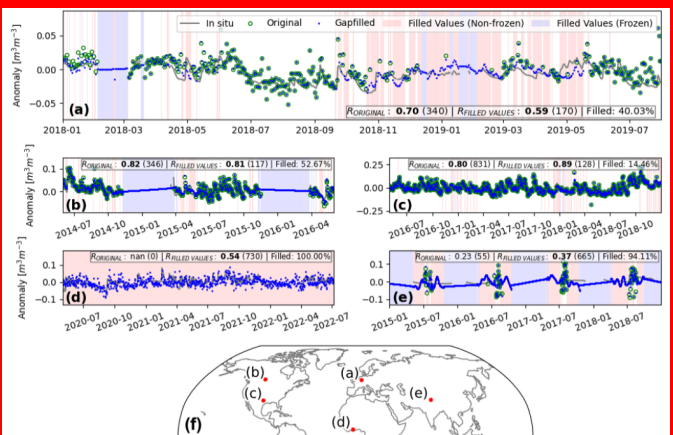 In situ Original Gapfilled Filled Values (Non-frozen) Filled Values (Frozen)
Anomaly [m³m⁻³]
0.05
0.00
−0.05
(a)
R_ORIGINAL : 0.70 (340) | R_FILLED VALUES : 0.59 (170) | Filled: 40.03%
2018-01 2018-03 2018-05 2018-07 2018-09 2018-11 2019-01 2019-03 2019-05 2019-07
Anomaly [m³m⁻³]
0.1
0.0
(b)
R_ORIGINAL : 0.82 (346) | R_FILLED VALUES : 0.81 (117) | Filled: 52.67%
2014-07 2014-10 2015-01 2015-04 2015-07 2015-10 2016-01 2016-04
0.25
0.00
−0.25
(c)
R_ORIGINAL : 0.80 (831) | R_FILLED VALUES : 0.89 (128) | Filled: 14.46%
2016-07 2016-10 2017-01 2017-04 2017-07 2017-10 2018-01 2018-04 2018-07 2018-10
Anomaly [m³m⁻³]
0.1
0.0
−0.1
(d)
R_ORIGINAL : nan (0) | R_FILLED VALUES : 0.54 (730) | Filled: 100.00%
2020-07 2020-10 2021-01 2021-04 2021-07 2021-10 2022-01 2022-04 2022-07
0.1
0.0
−0.1
(e)
R_ORIGINAL : 0.23 (55) | R_FILLED VALUES : 0.37 (665) | Filled: 94.11%
2015-01 2015-07 2016-01 2016-07 2017-01 2017-07 2018-01 2018-07
(b) (a)
(c) (e)
(d)
(f)